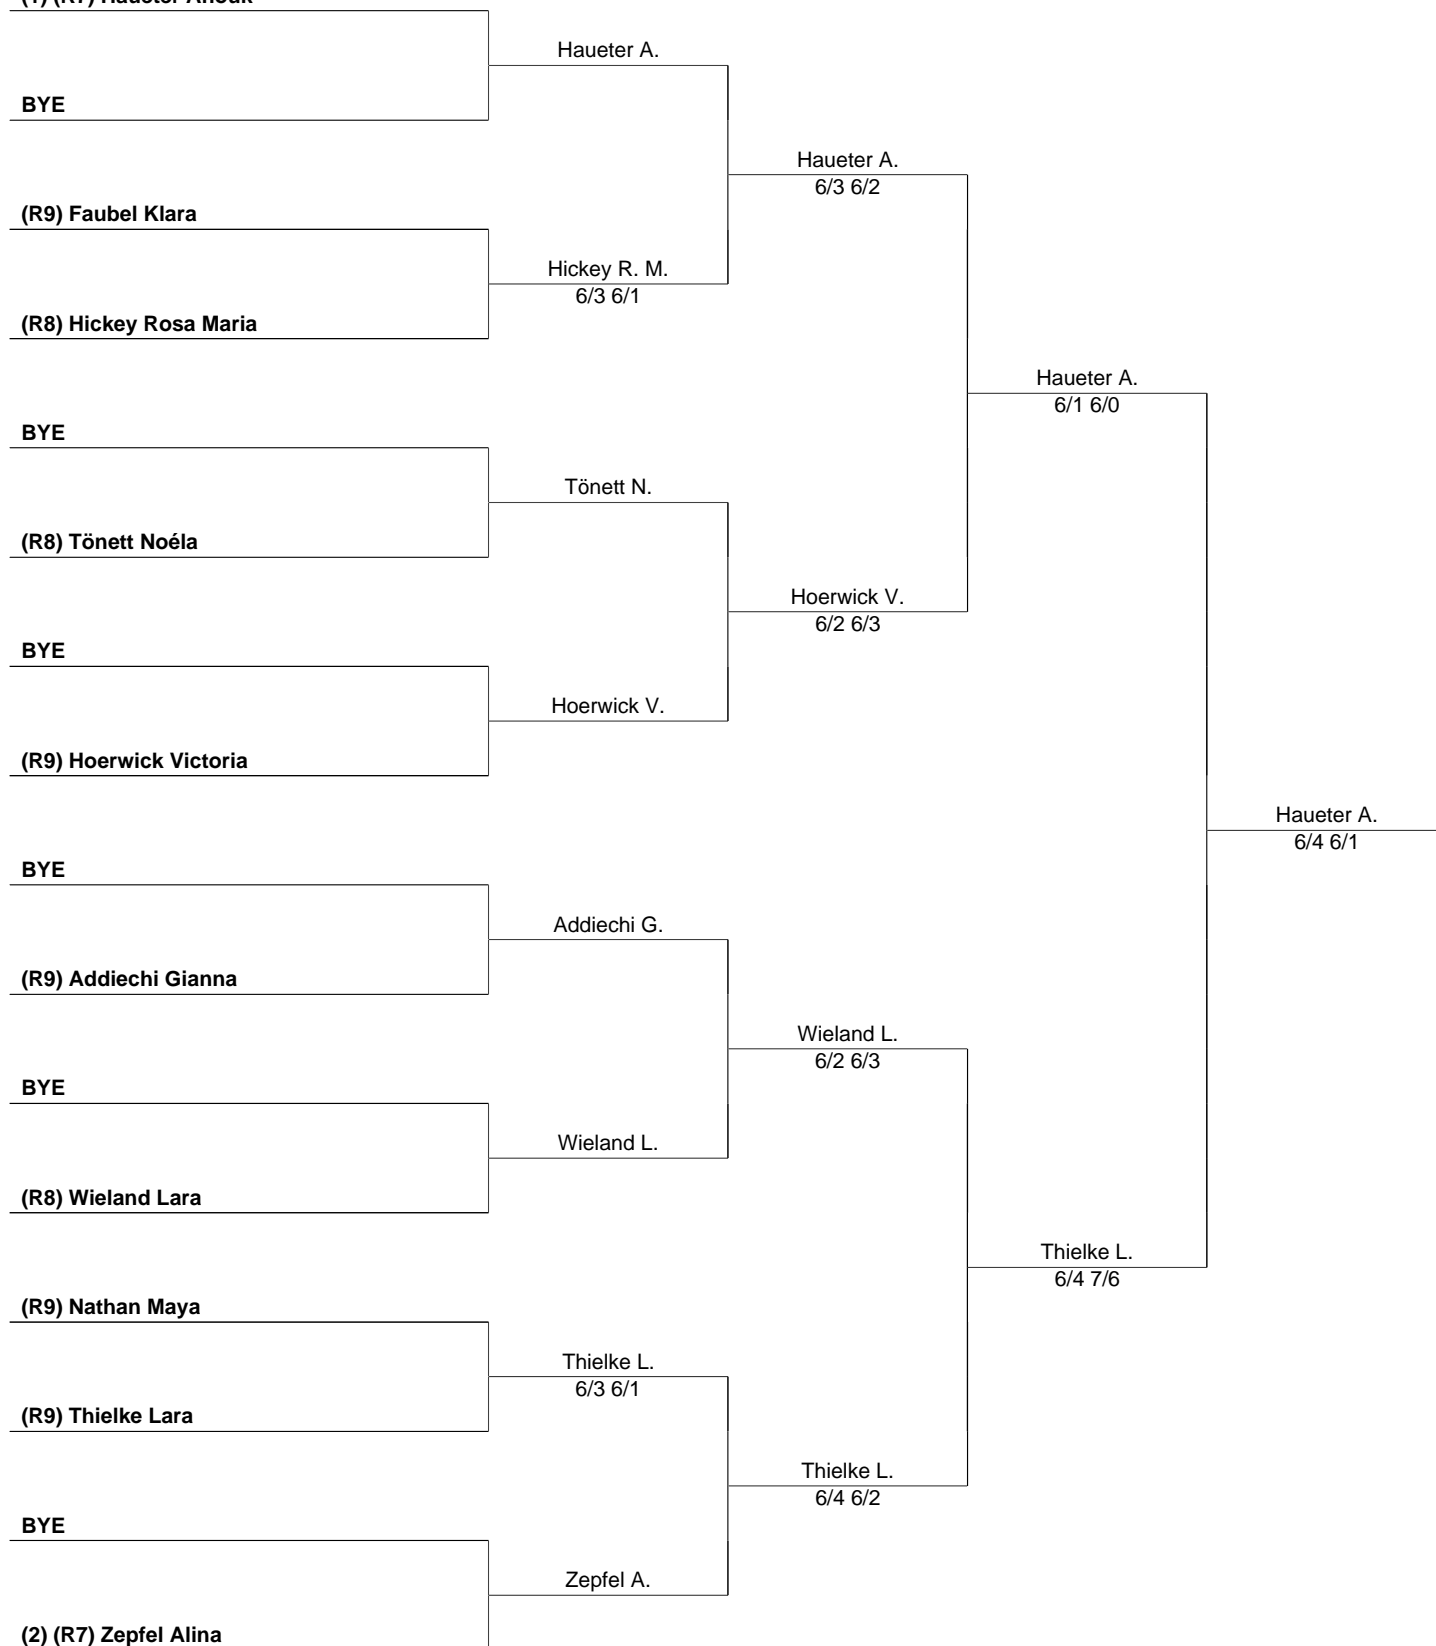 (1) (R7) Haueter Anouk
Haueter A.
BYE
Haueter A.
6/3 6/2
(R9) Faubel Klara
Hickey R. M.
6/3 6/1
(R8) Hickey Rosa Maria
Haueter A.
6/1 6/0
BYE
Tönett N.
(R8) Tönett Noéla
Hoerwick V.
6/2 6/3
BYE
Hoerwick V.
(R9) Hoerwick Victoria
Haueter A.
6/4 6/1
BYE
Addiechi G.
(R9) Addiechi Gianna
Wieland L.
6/2 6/3
BYE
Wieland L.
(R8) Wieland Lara
Thielke L.
6/4 7/6
(R9) Nathan Maya
Thielke L.
6/3 6/1
(R9) Thielke Lara
Thielke L.
6/4 6/2
BYE
Zepfel A.
(2) (R7) Zepfel Alina